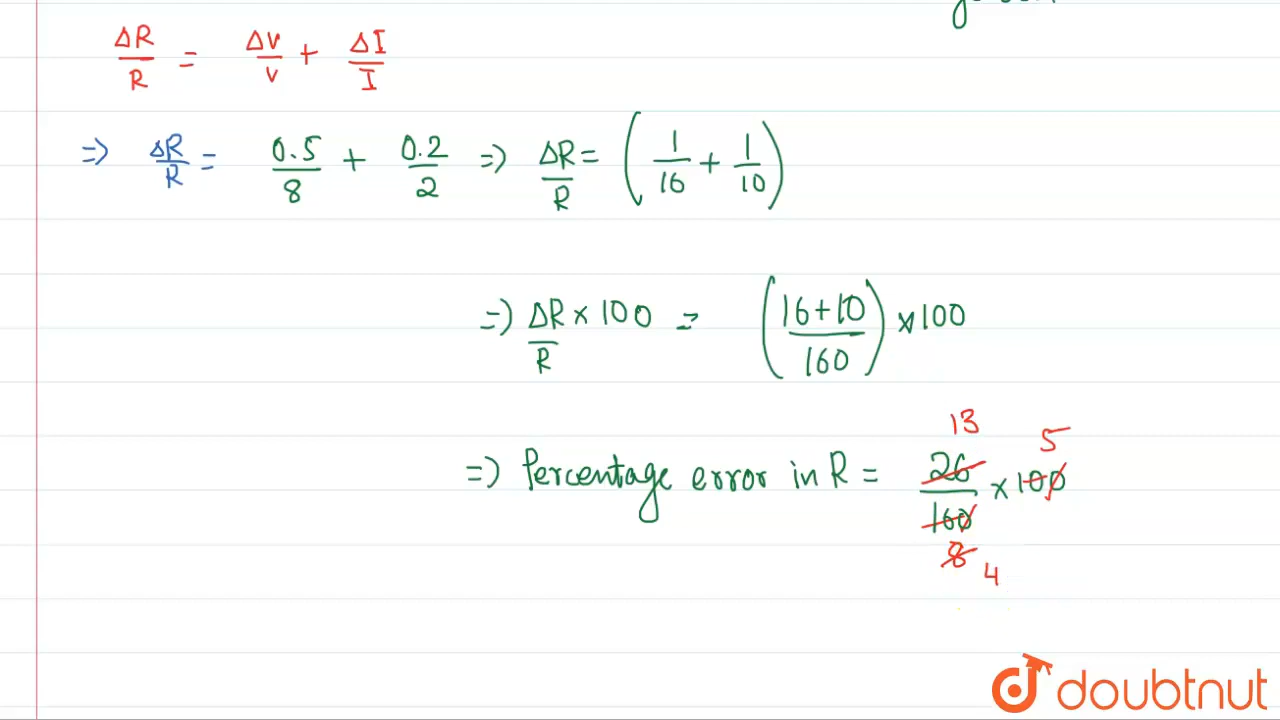 ΔR/R = ΔV/V + ΔI/I
=> ΔR/R = 0.5/8 + 0.2/2 => ΔR/R = (1/16 + 1/10)
=> ΔR/R × 100 = (16+10/160) × 100
13 5
=> Percentage error in R = 26/160 × 100
8 4
doubtnut